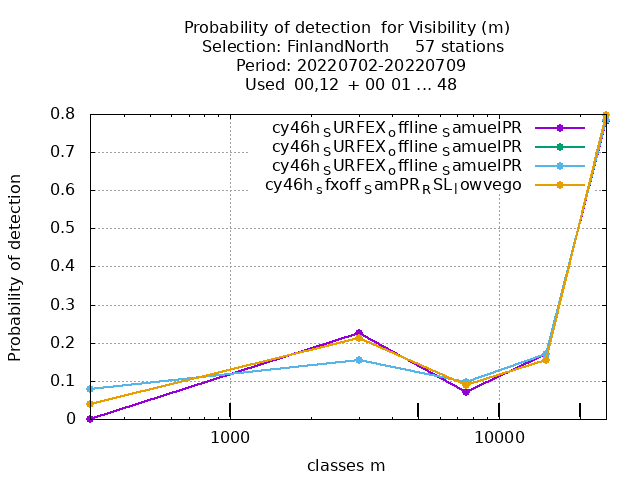 Probability of detection for Visibility (m)
Selection: FinlandNorth 57 stations
Period: 20220702-20220709
Used 00,12 + 00 01 ... 48
cy46h_SURFEX_offline_SamuelPR
cy46h_SURFEX_offline_SamuelPR
cy46h_SURFEX_offline_SamuelPR
cy46h_sfxoff_SamPR_RSL_lowvego
Probability of detection
0.8
0.7
0.6
0.5
0.4
0.3
0.2
0.1
0
1000 10000
classes m